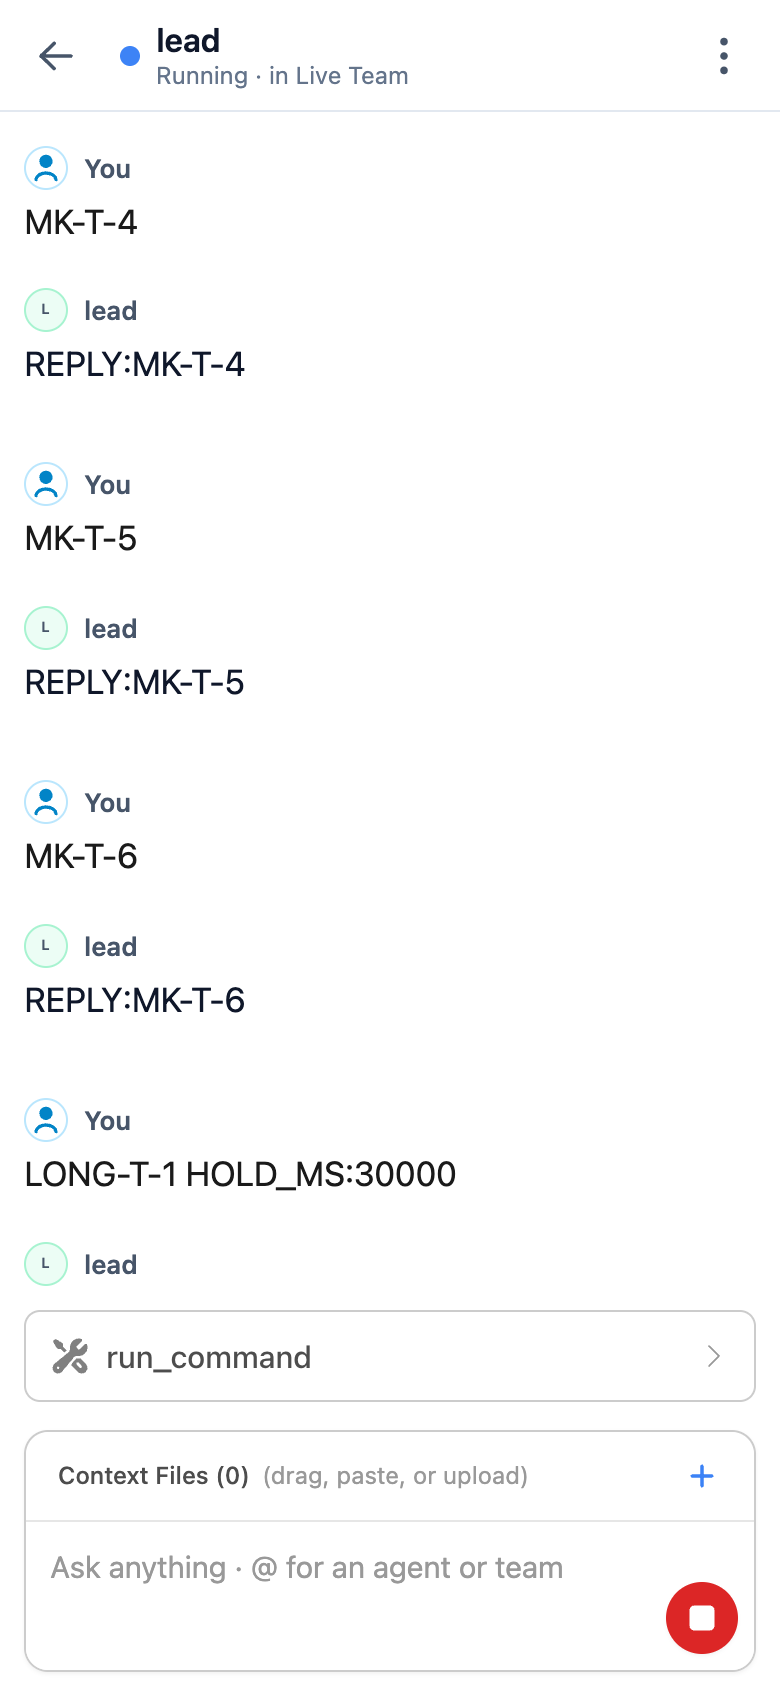 lead
Running · in Live Team
You
MK-T-4
L
lead
REPLY:MK-T-4
You
MK-T-5
L
lead
REPLY:MK-T-5
You
MK-T-6
L
lead
REPLY:MK-T-6
You
LONG-T-1 HOLD_MS:30000
L
lead
run_command
Context Files (0) (drag, paste, or upload)
Ask anything · @ for an agent or team